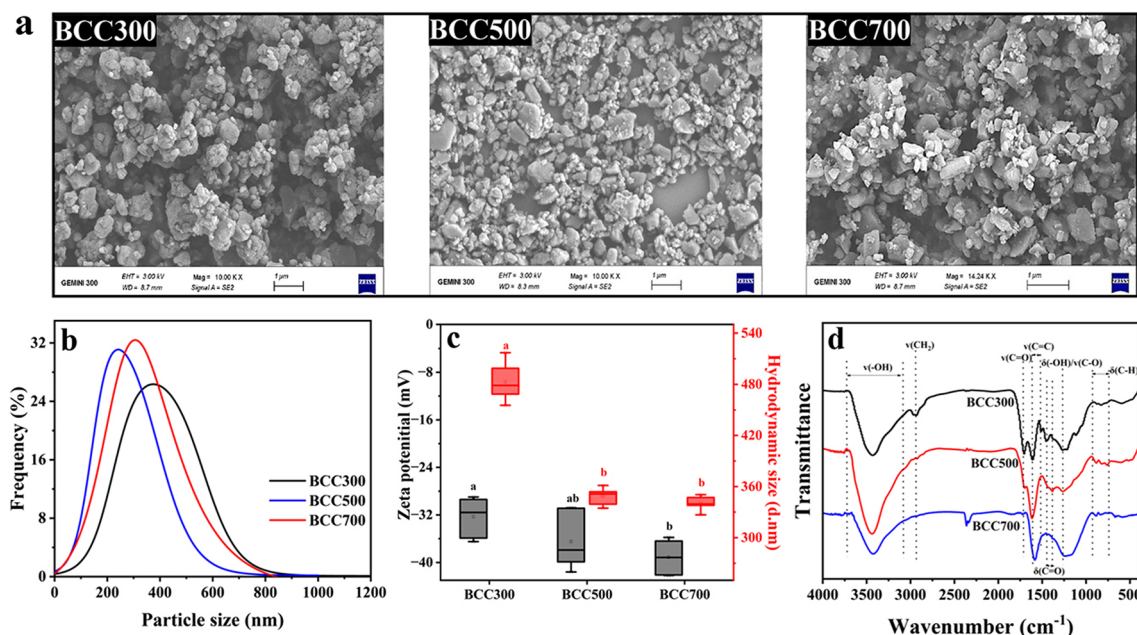 a
BCC300
BCC500
BCC700
GEMINI 300
EHT = 3.00 kV
WD = 8.7 mm
Mag = 10.00 K X
Signal A = SE2
1 µm
ZEISS
GEMINI 300
EHT = 3.00 kV
WD = 8.3 mm
Mag = 10.00 K X
Signal A = SE2
1 µm
ZEISS
GEMINI 300
EHT = 3.00 kV
WD = 8.7 mm
Mag = 14.24 K X
Signal A = SE2
1 µm
ZEISS
b
32
24
16
8
0
Frequency (%)
BCC300
BCC500
BCC700
0 200 400 600 800 1000 1200
Particle size (nm)
c
0
−8
−16
−24
−32
−40
Zeta potenitial (mV)
a
b
b
a
ab
b
540
480
420
360
300
Hydrodynamic size (d.nm)
BCC300 BCC500 BCC700
d
ν(CH2)
ν(C=C)
ν(C=O)
δ(-OH)/ν(C-O)
ν(-OH)
δ(C-H)
BCC300
BCC500
BCC700
δ(C=O)
Transmittance
4000 3000 2000 1000
Wavenumber (cm⁻¹)